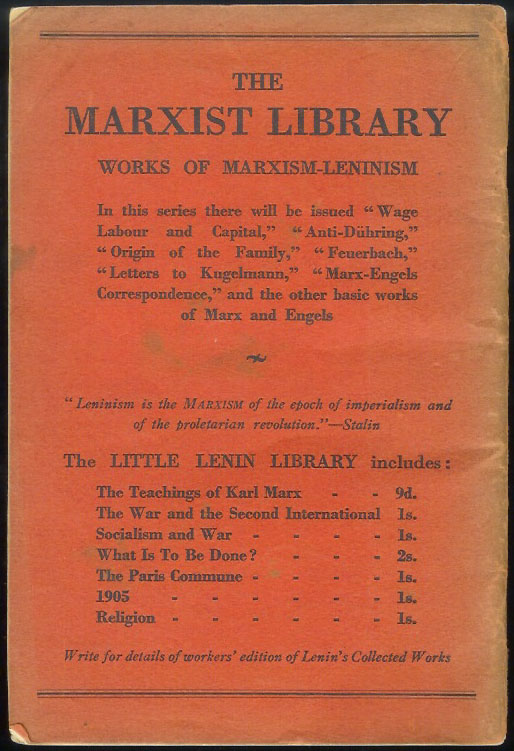 THE
MARXIST LIBRARY
WORKS OF MARXISM-LENINISM
In this series there will be issued “Wage
Labour and Capital,” “Anti-Dühring,”
“Origin of the Family,” “Feuerbach,”
“Letters to Kugelmann,” “Marx-Engels
Correspondence,” and the other basic works
of Marx and Engels
“Leninism is the MARXISM of the epoch of imperialism and
of the proletarian revolution.”—Stalin
The LITTLE LENIN LIBRARY includes:
The Teachings of Karl Marx - - 9d.
The War and the Second International 1s.
Socialism and War - - - - 1s.
What Is To Be Done? - - - 2s.
The Paris Commune - - - - 1s.
1905 - - - - - - 1s.
Religion - - - - - - 1s.
Write for details of workers’ edition of Lenin’s Collected Works